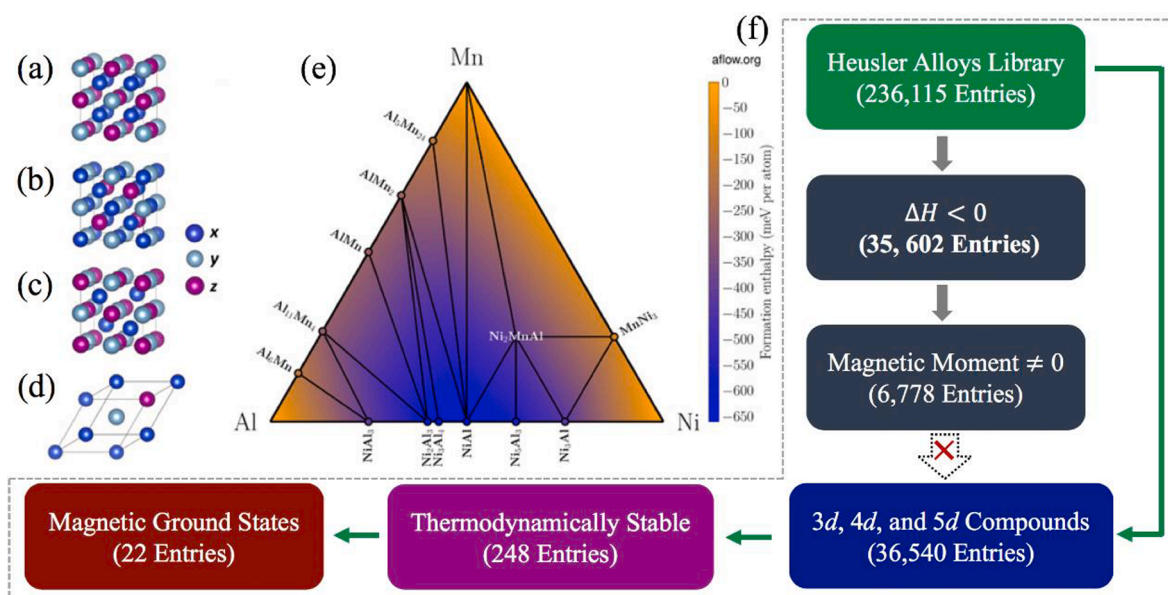 (a)
(b)
(c)
(d)
x
y
z
(e)
Mn
Al
Ni
Al₅Mn₂₄
AlMn₂
AlMn
Al₁₁Mn₄
Al₆Mn
Ni₂MnAl
MnNi₃
NiAl₃
Ni₂Al₃
Ni₃Al₄
NiAl
Ni₅Al₃
Ni₃Al
aflow.org
0
−50
−100
−150
−200
−250
−300
−350
−400
−450
−500
−550
−600
−650
Formation enthalpy (meV per atom)
(f)
Heusler Alloys Library
(236,115 Entries)
ΔH < 0
(35, 602 Entries)
Magnetic Moment ≠ 0
(6,778 Entries)
3d, 4d, and 5d Compounds
(36,540 Entries)
Thermodynamically Stable
(248 Entries)
Magnetic Ground States
(22 Entries)